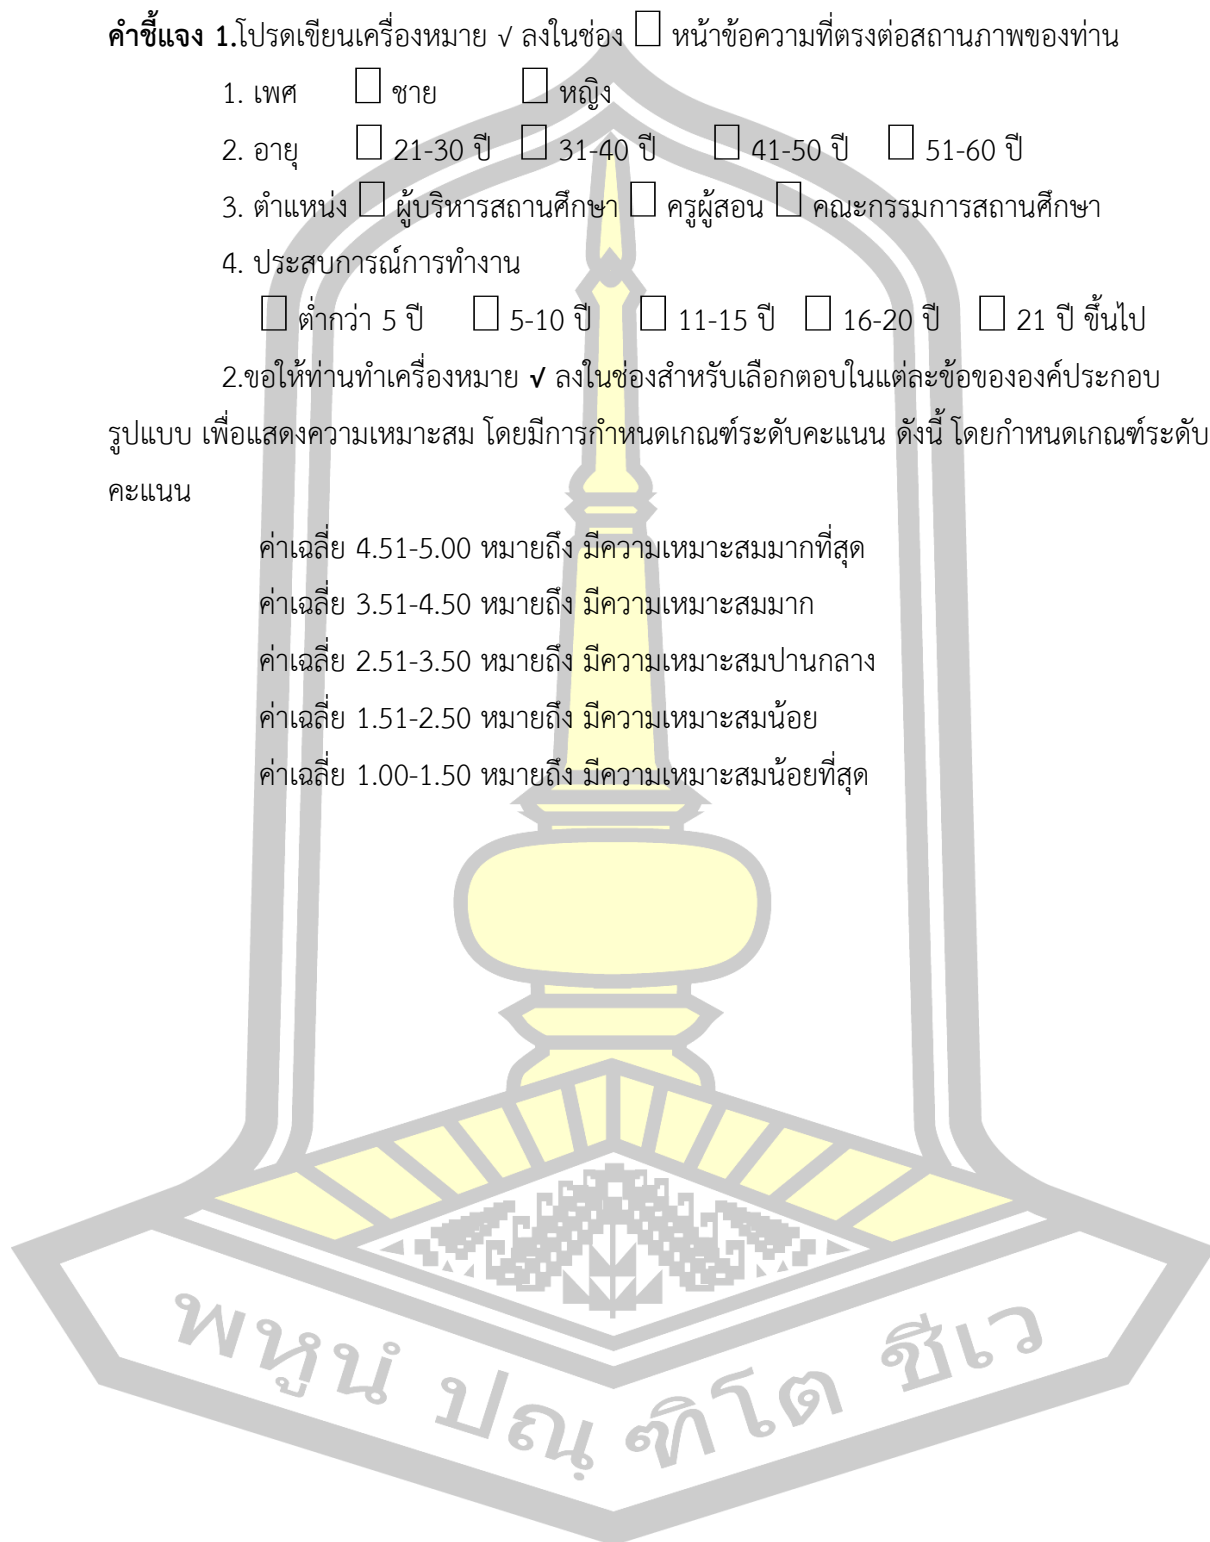 คำชี้แจง 1.โปรดเขียนเครื่องหมาย √ ลงในช่อง □ หน้าข้อความที่ตรงต่อสถานภาพของท่าน
1. เพศ □ ชาย □ หญิง
2. อายุ □ 21-30 ปี □ 31-40 ปี □ 41-50 ปี □ 51-60 ปี
3. ตำแหน่ง □ ผู้บริหารสถานศึกษา □ ครูผู้สอน □ คณะกรรมการสถานศึกษา
4. ประสบการณ์การทำงาน
□ ต่ำกว่า 5 ปี □ 5-10 ปี □ 11-15 ปี □ 16-20 ปี □ 21 ปี ขึ้นไป
2.ขอให้ท่านทำเครื่องหมาย √ ลงในช่องสำหรับเลือกตอบในแต่ละข้อขององค์ประกอบ
รูปแบบ เพื่อแสดงความเหมาะสม โดยมีการกำหนดเกณฑ์ระดับคะแนน ดังนี้ โดยกำหนดเกณฑ์ระดับ
คะแนน
ค่าเฉลี่ย 4.51-5.00 หมายถึง มีความเหมาะสมมากที่สุด
ค่าเฉลี่ย 3.51-4.50 หมายถึง มีความเหมาะสมมาก
ค่าเฉลี่ย 2.51-3.50 หมายถึง มีความเหมาะสมปานกลาง
ค่าเฉลี่ย 1.51-2.50 หมายถึง มีความเหมาะสมน้อย
ค่าเฉลี่ย 1.00-1.50 หมายถึง มีความเหมาะสมน้อยที่สุด
พหูนํ ปณฺฑิโต ชีเว